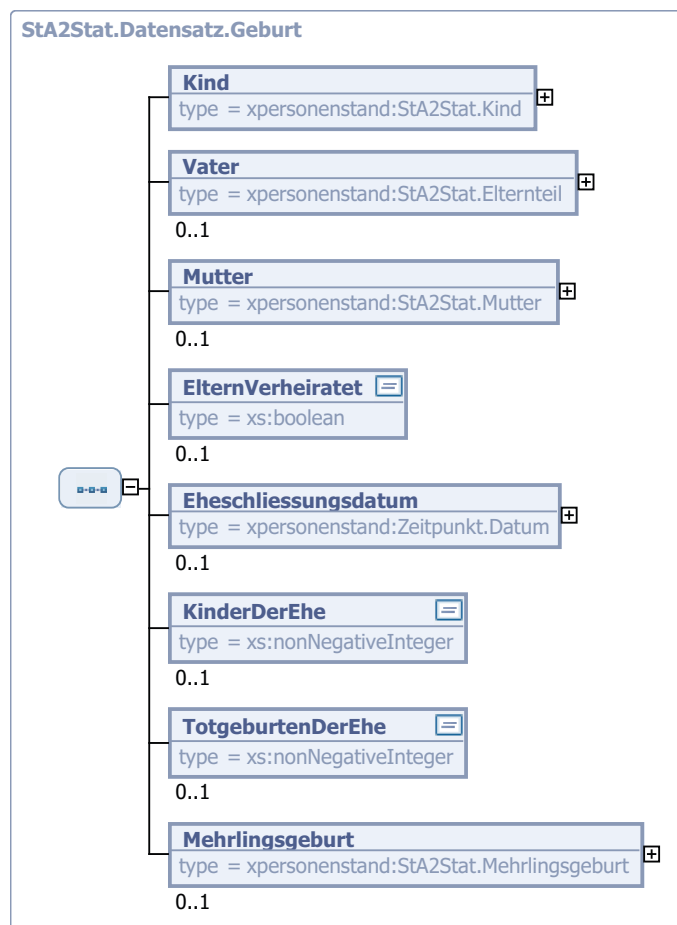 StA2Stat.Datensatz.Geburt
Kind
type = xpersonenstand:StA2Stat.Kind
Vater
type = xpersonenstand:StA2Stat.Elternteil
0..1
Mutter
type = xpersonenstand:StA2Stat.Mutter
0..1
ElternVerheiratet
type = xs:boolean
0..1
Eheschliessungsdatum
type = xpersonenstand:Zeitpunkt.Datum
0..1
KinderDerEhe
type = xs:nonNegativeInteger
0..1
TotgeburtenDerEhe
type = xs:nonNegativeInteger
0..1
Mehrlingsgeburt
type = xpersonenstand:StA2Stat.Mehrlingsgeburt
0..1